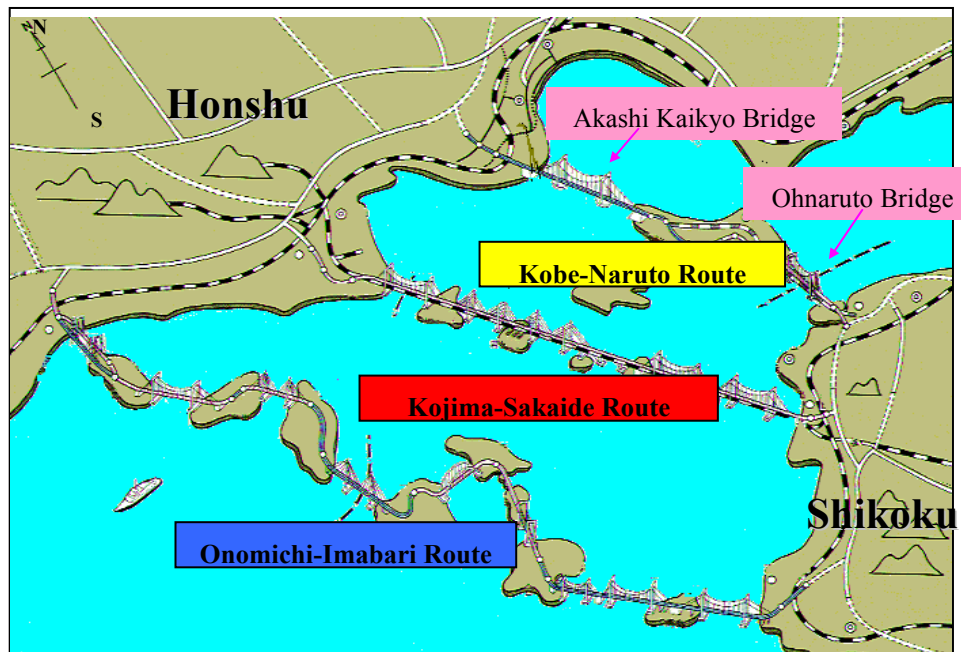 N
S
Honshu
Akashi Kaikyo Bridge
Ohnaruto Bridge
Kobe-Naruto Route
Kojima-Sakaide Route
Shikoku
Onomichi-Imabari Route